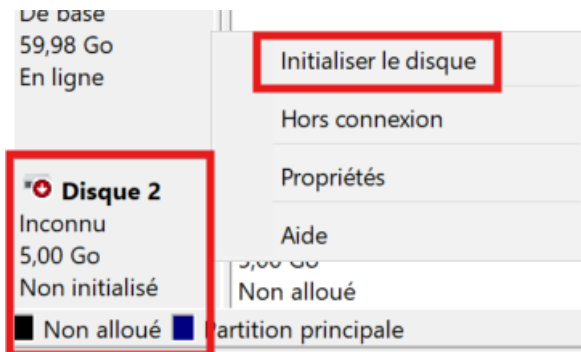 De base
59,98 Go
En ligne
Initialiser le disque
Hors connexion
Propriétés
Aide
Disque 2
Inconnu
5,00 Go
Non initialisé
5,00 Go
Non alloué
Non alloué Partition principale